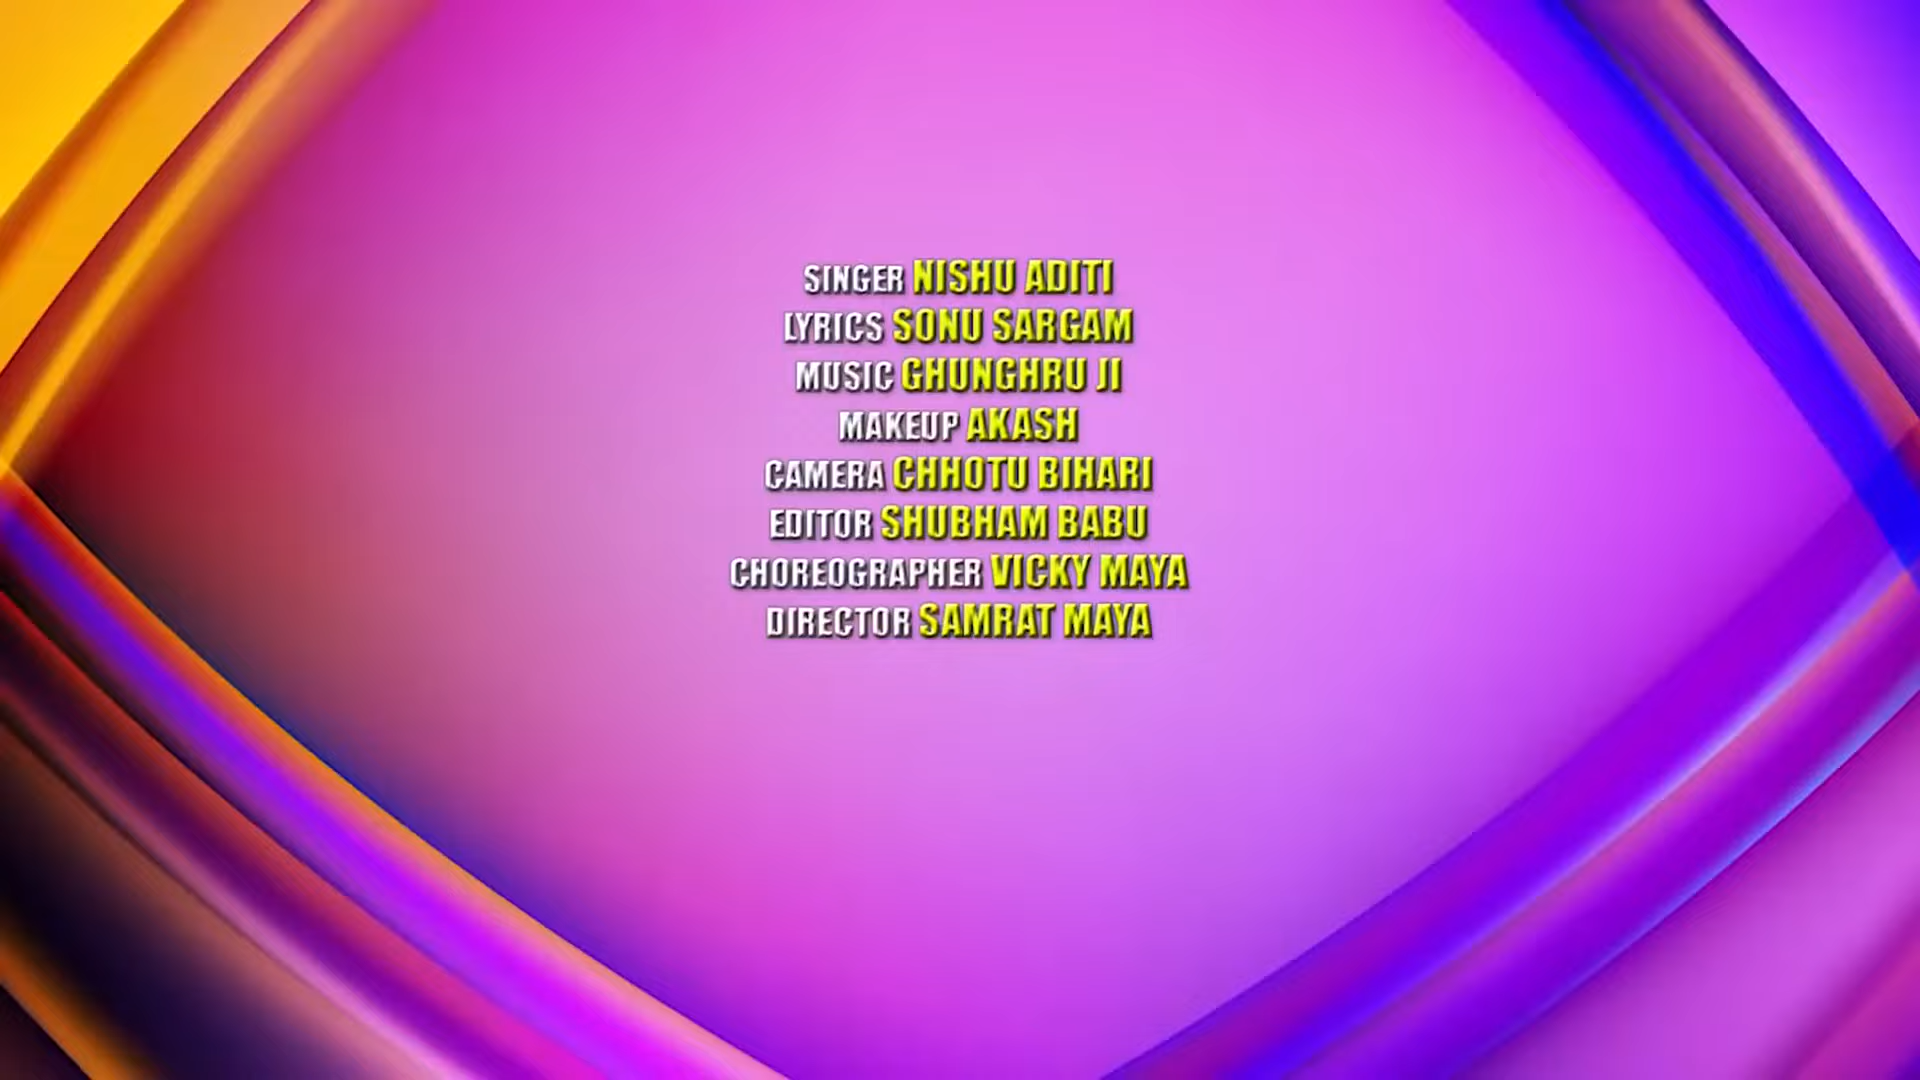 SINGER NISHU ADITI
LYRICS SONU SARGAM
MUSIC GHUNGHRU JI
MAKEUP AKASH
CAMERA CHHOTU BIHARI
EDITOR SHUBHAM BABU
CHOREOGRAPHER VICKY MAYA
DIRECTOR SAMRAT MAYA